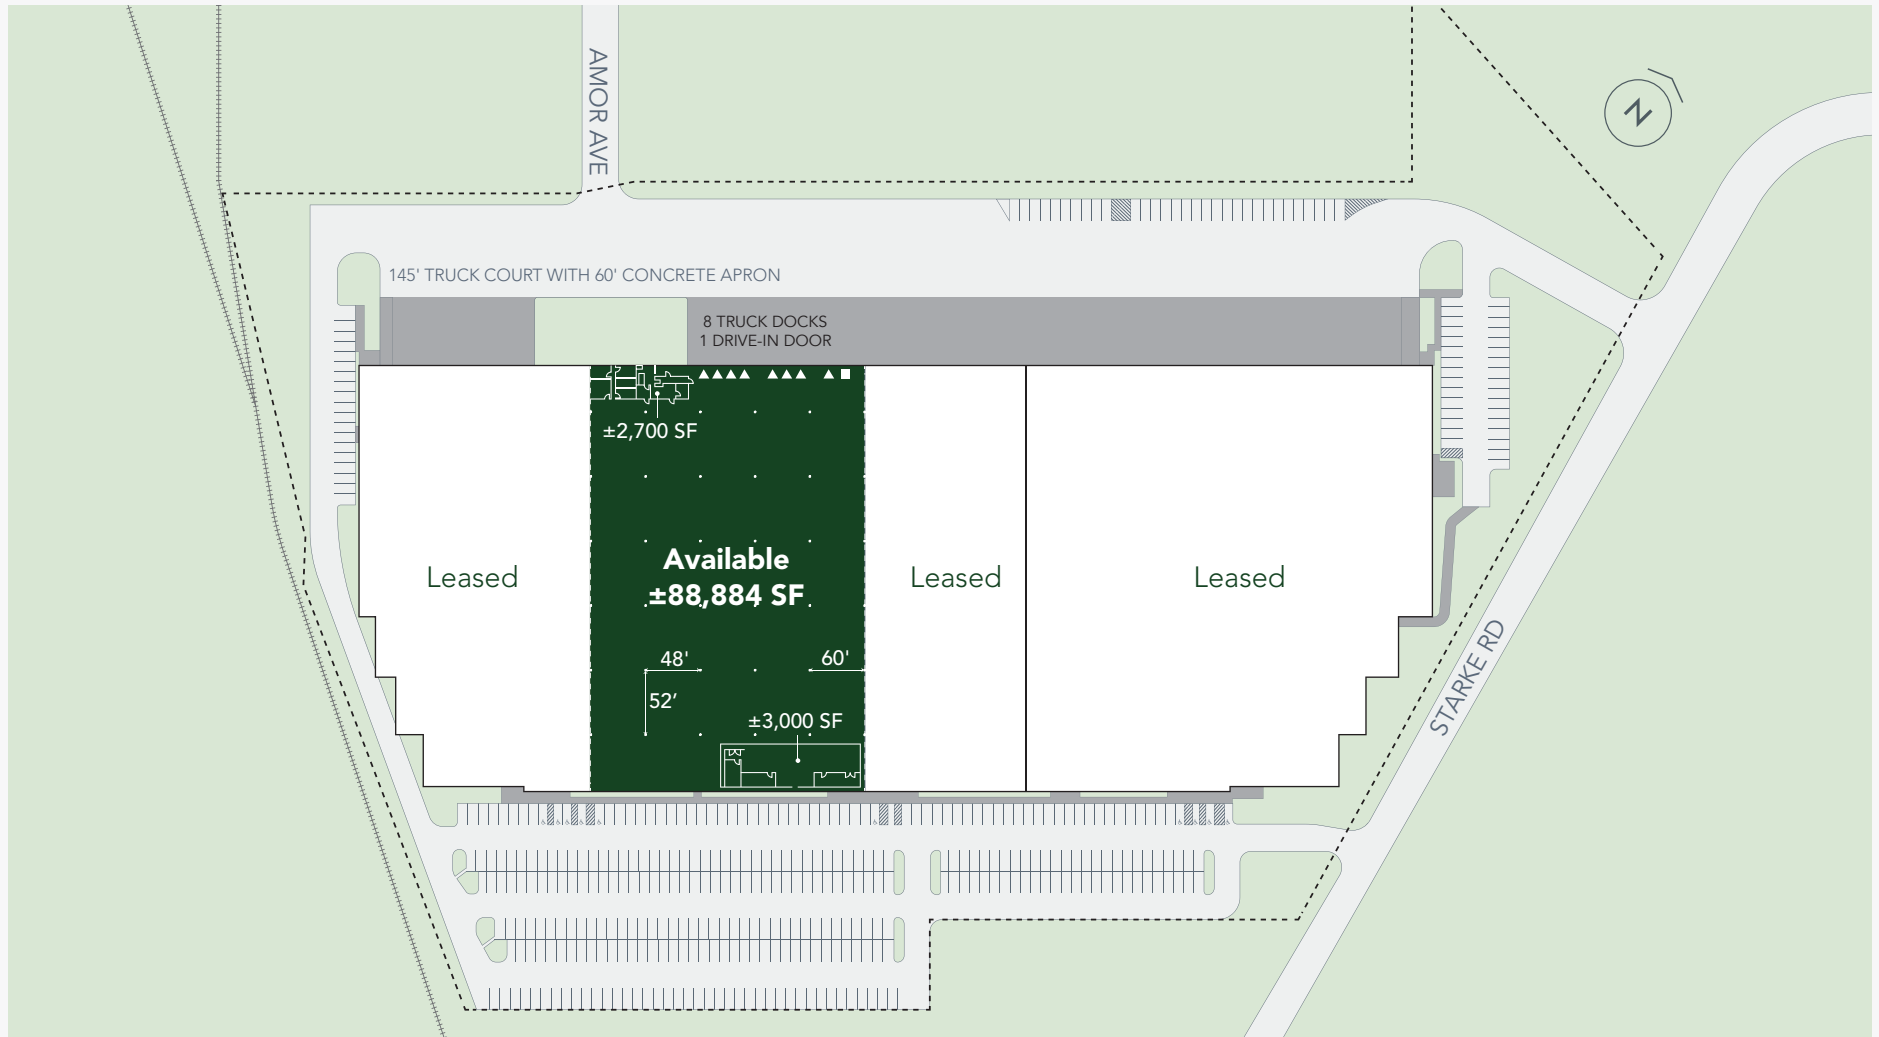 AMOR AVE
N
145' TRUCK COURT WITH 60' CONCRETE APRON
8 TRUCK DOCKS
1 DRIVE-IN DOOR
±2,700 SF
Available
±88,884 SF
Leased
Leased
Leased
48'
60'
52’
±3,000 SF
STARKE RD